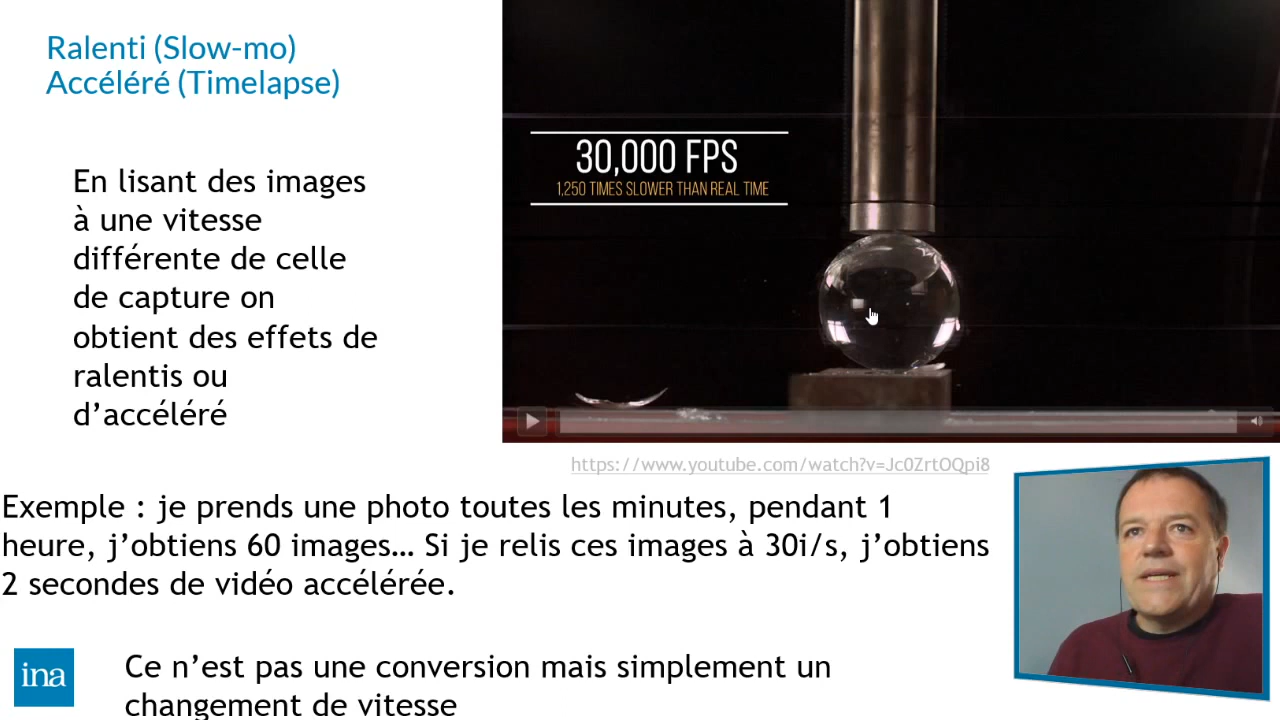 Ralenti (Slow-mo)
Accéléré (Timelapse)
En lisant des images
à une vitesse
différente de celle
de capture on
obtient des effets de
ralentis ou
d’accéléré
30,000 FPS
1,250 TIMES SLOWER THAN REAL TIME
https://www.youtube.com/watch?v=Jc0ZrtOQpi8
Exemple : je prends une photo toutes les minutes, pendant 1
heure, j’obtiens 60 images… Si je relis ces images à 30i/s, j’obtiens
2 secondes de vidéo accélérée.
ina
Ce n’est pas une conversion mais simplement un
changement de vitesse